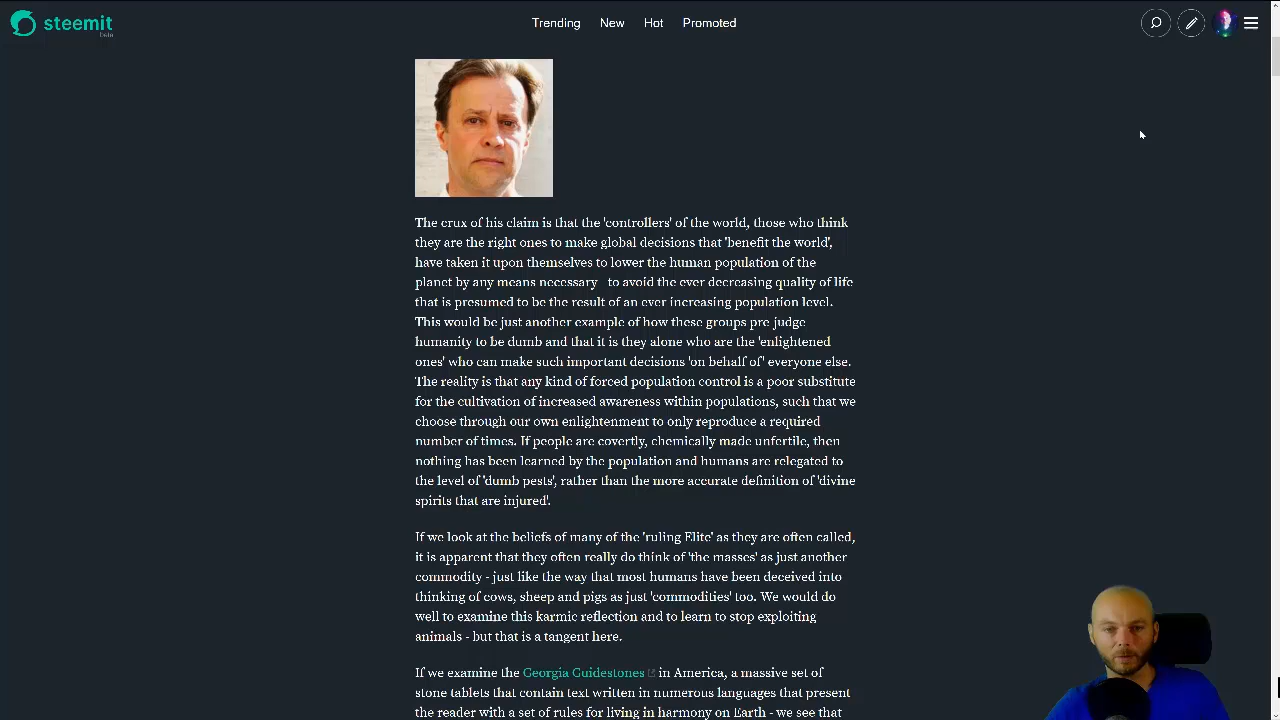 steemit
beta
Trending New Hot Promoted
The crux of his claim is that the 'controllers' of the world, those who think
they are the right ones to make global decisions that 'benefit the world',
have taken it upon themselves to lower the human population of the
planet by any means necessary to avoid the ever decreasing quality of life
that is presumed to be the result of an ever increasing population level.
This would be just another example of how these groups pre judge
humanity to be dumb and that it is they alone who are the 'enlightened
ones' who can make such important decisions 'on behalf of' everyone else.
The reality is that any kind of forced population control is a poor substitute
for the cultivation of increased awareness within populations, such that we
choose through our own enlightenment to only reproduce a required
number of times. If people are covertly, chemically made unfertile, then
nothing has been learned by the population and humans are relegated to
the level of 'dumb pests', rather than the more accurate definition of 'divine
spirits that are injured'.
If we look at the beliefs of many of the 'ruling Elite' as they are often called,
it is apparent that they often really do think of 'the masses' as just another
commodity - just like the way that most humans have been deceived into
thinking of cows, sheep and pigs as just 'commodities' too. We would do
well to examine this karmic reflection and to learn to stop exploiting
animals - but that is a tangent here.
If we examine the Georgia Guidestones in America, a massive set of
stone tablets that contain text written in numerous languages that present
the reader with a set of rules for living in harmony on Earth - we see that